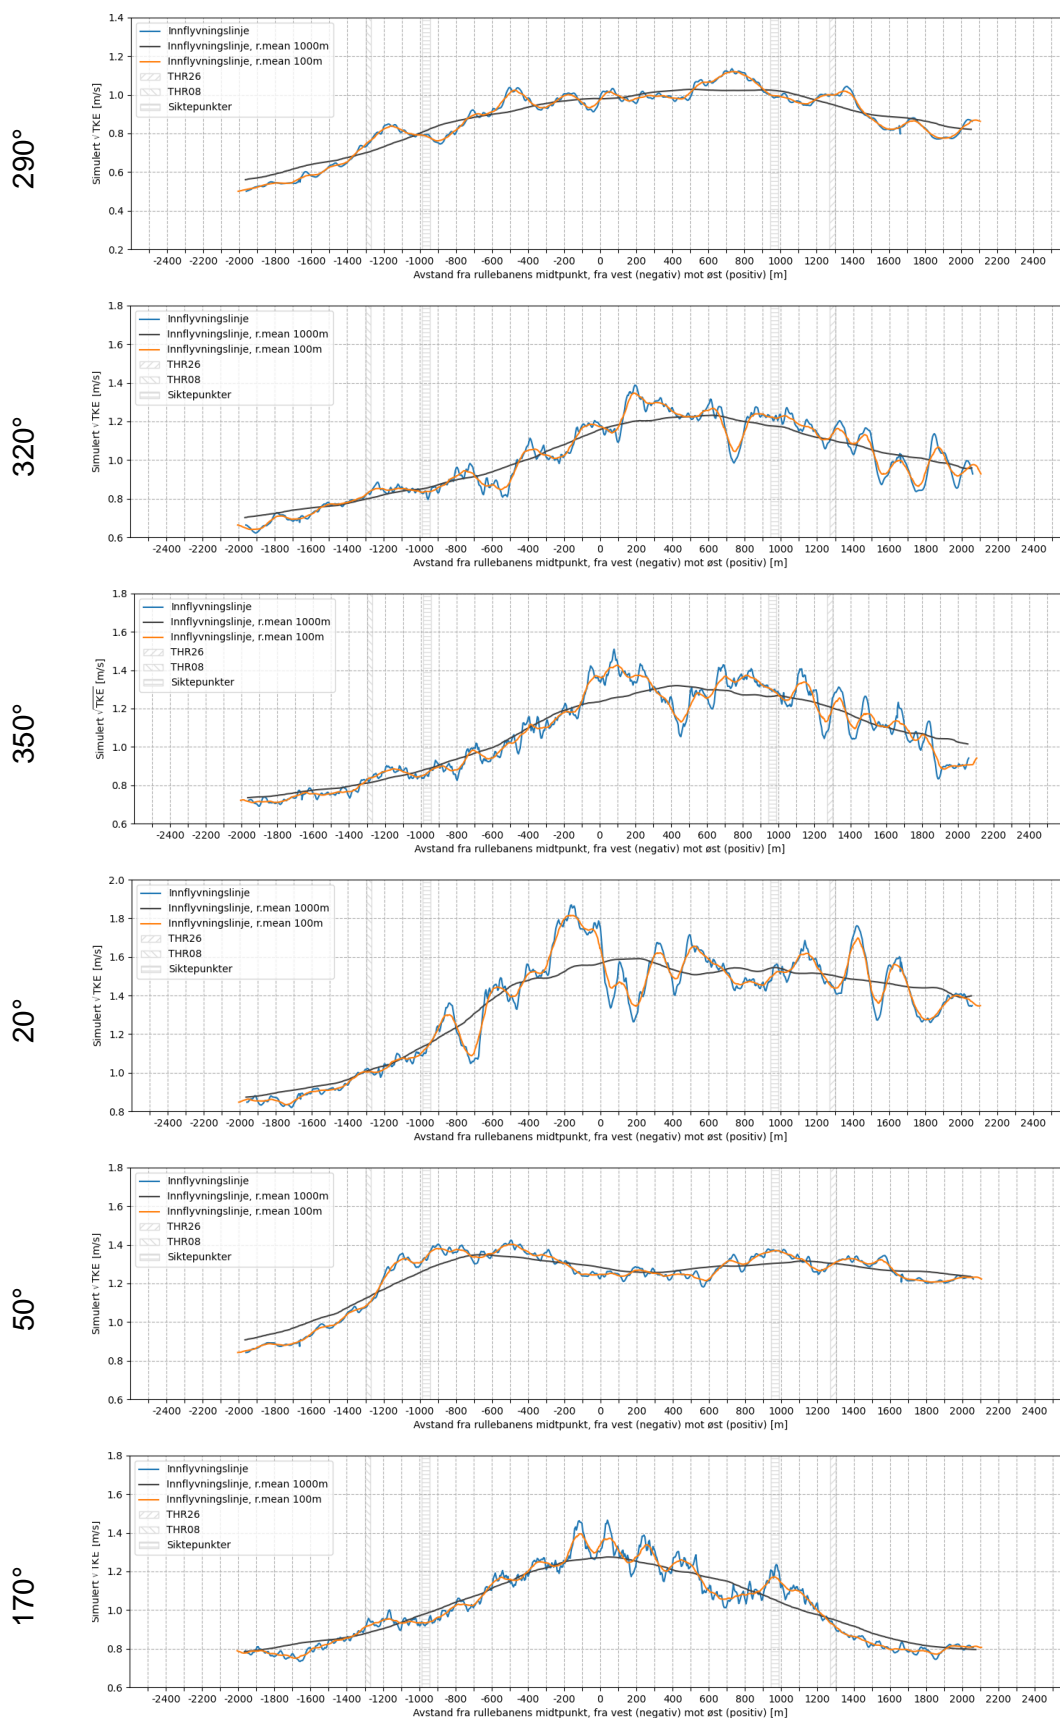 290°
1.4
1.2
1.0
0.8
0.6
0.4
0.2
Simulert √TKE [m/s]
Innflyvningslinje
Innflyvningslinje, r.mean 1000m
Innflyvningslinje, r.mean 100m
THR26
THR08
Siktepunkter
-2400 -2200 -2000 -1800 -1600 -1400 -1200 -1000 -800 -600 -400 -200 0 200 400 600 800 1000 1200 1400 1600 1800 2000 2200 2400
Avstand fra rullebanens midtpunkt, fra vest (negativ) mot øst (positiv) [m]
320°
1.8
1.6
1.4
1.2
1.0
0.8
0.6
Simulert √TKE [m/s]
Innflyvningslinje
Innflyvningslinje, r.mean 1000m
Innflyvningslinje, r.mean 100m
THR26
THR08
Siktepunkter
-2400 -2200 -2000 -1800 -1600 -1400 -1200 -1000 -800 -600 -400 -200 0 200 400 600 800 1000 1200 1400 1600 1800 2000 2200 2400
Avstand fra rullebanens midtpunkt, fra vest (negativ) mot øst (positiv) [m]
350°
1.8
1.6
1.4
1.2
1.0
0.8
0.6
Simulert √TKE [m/s]
Innflyvningslinje
Innflyvningslinje, r.mean 1000m
Innflyvningslinje, r.mean 100m
THR26
THR08
Siktepunkter
-2400 -2200 -2000 -1800 -1600 -1400 -1200 -1000 -800 -600 -400 -200 0 200 400 600 800 1000 1200 1400 1600 1800 2000 2200 2400
Avstand fra rullebanens midtpunkt, fra vest (negativ) mot øst (positiv) [m]
20°
2.0
1.8
1.6
1.4
1.2
1.0
0.8
Simulert √TKE [m/s]
Innflyvningslinje
Innflyvningslinje, r.mean 1000m
Innflyvningslinje, r.mean 100m
THR26
THR08
Siktepunkter
-2400 -2200 -2000 -1800 -1600 -1400 -1200 -1000 -800 -600 -400 -200 0 200 400 600 800 1000 1200 1400 1600 1800 2000 2200 2400
Avstand fra rullebanens midtpunkt, fra vest (negativ) mot øst (positiv) [m]
50°
1.8
1.6
1.4
1.2
1.0
0.8
0.6
Simulert √TKE [m/s]
Innflyvningslinje
Innflyvningslinje, r.mean 1000m
Innflyvningslinje, r.mean 100m
THR26
THR08
Siktepunkter
-2400 -2200 -2000 -1800 -1600 -1400 -1200 -1000 -800 -600 -400 -200 0 200 400 600 800 1000 1200 1400 1600 1800 2000 2200 2400
Avstand fra rullebanens midtpunkt, fra vest (negativ) mot øst (positiv) [m]
170°
1.8
1.6
1.4
1.2
1.0
0.8
0.6
Simulert √TKE [m/s]
Innflyvningslinje
Innflyvningslinje, r.mean 1000m
Innflyvningslinje, r.mean 100m
THR26
THR08
Siktepunkter
-2400 -2200 -2000 -1800 -1600 -1400 -1200 -1000 -800 -600 -400 -200 0 200 400 600 800 1000 1200 1400 1600 1800 2000 2200 2400
Avstand fra rullebanens midtpunkt, fra vest (negativ) mot øst (positiv) [m]